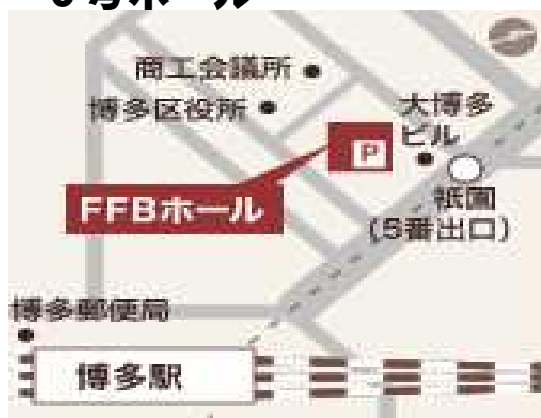 商工会議所
博多区役所
大博多
ビル
P
FFBホール
祇園
(5番出口)
博多郵便局
博多駅